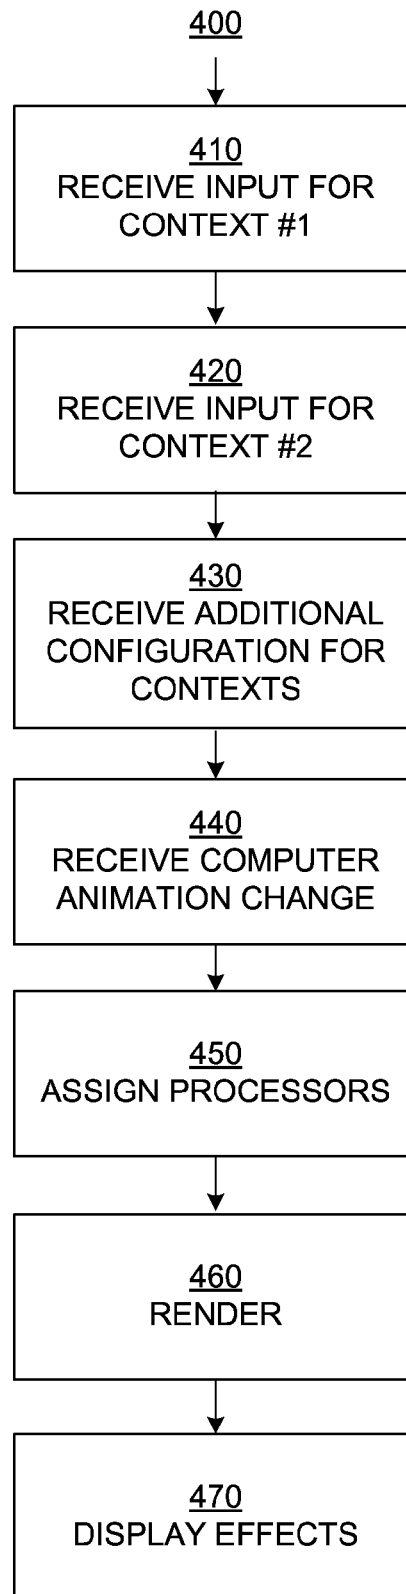 400
410
RECEIVE INPUT FOR
CONTEXT #1
420
RECEIVE INPUT FOR
CONTEXT #2
430
RECEIVE ADDITIONAL
CONFIGURATION FOR
CONTEXTS
440
RECEIVE COMPUTER
ANIMATION CHANGE
450
ASSIGN PROCESSORS
460
RENDER
470
DISPLAY EFFECTS